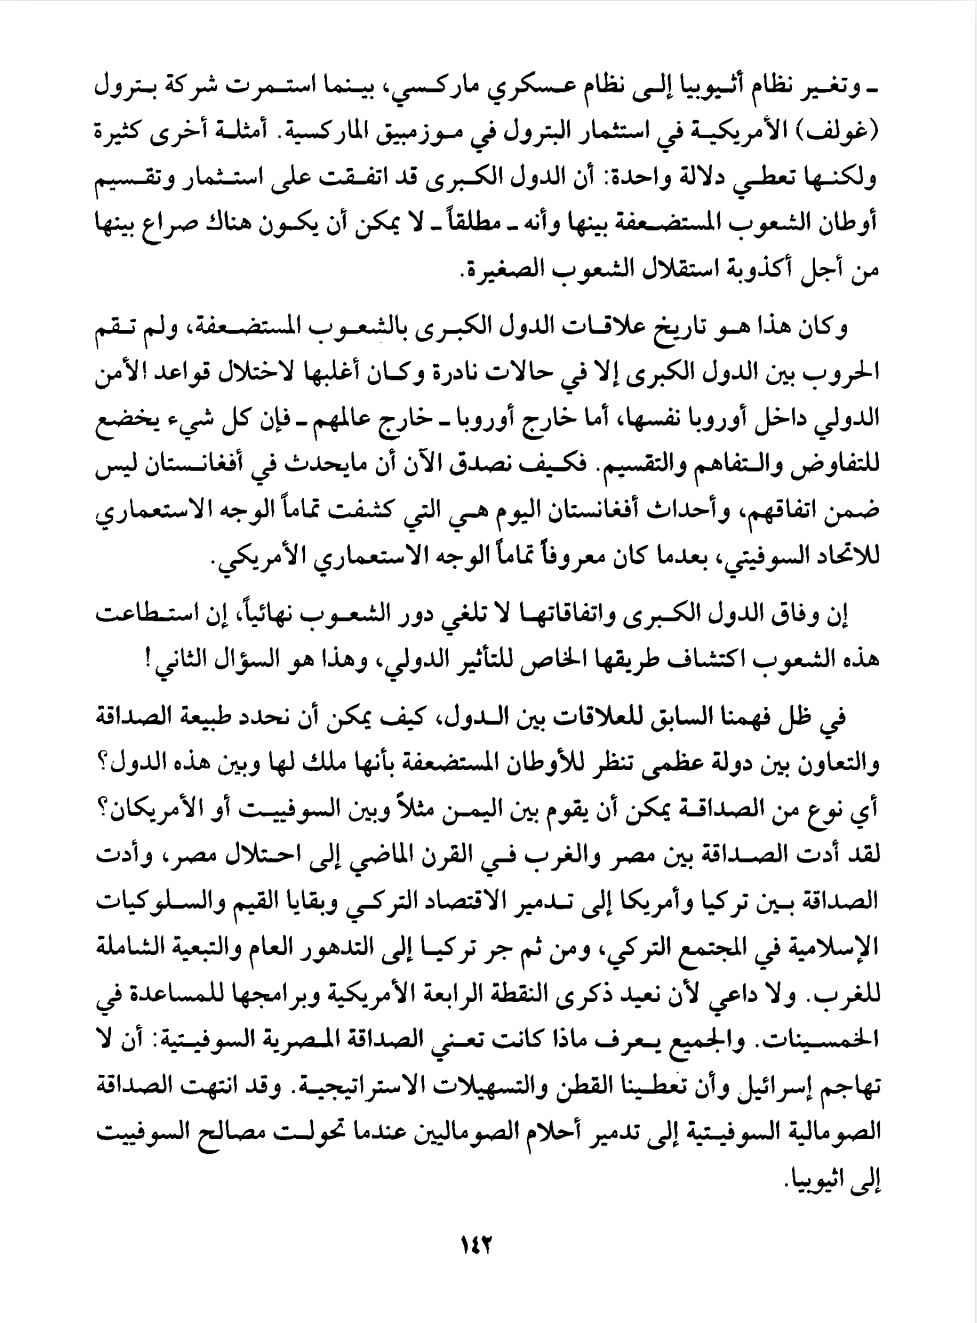 ـ وتغير نظام أثيوبيا إلى نظام عسكري ماركسي، بينما استمرت شركة بترول
(غولف) الأمريكية في استثمار البترول في موزمبيق الماركسية. أمثلة أخرى كثيرة
ولكنها تعطي دلالة واحدة: أن الدول الكبرى قد اتفقت على استثمار وتقسيم
أوطان الشعوب المستضعفة بينها وأنه ـ مطلقاً ـ لا يمكن أن يكون هناك صراع بينها
من أجل أكذوبة استقلال الشعوب الصغيرة.
وكان هذا هو تاريخ علاقات الدول الكبرى بالشعوب المستضعفة، ولم تقم
الحروب بين الدول الكبرى إلا في حالات نادرة وكان أغلبها لاختلال قواعد الأمن
الدولي داخل أوروبا نفسها، أما خارج أوروبا ـ خارج عالمهم ـ فإن كل شيء يخضع
للتفاوض والتفاهم والتقسيم. فكيف نصدق الآن أن مايحدث في أفغانستان ليس
ضمن اتفاقهم، وأحداث أفغانستان اليوم هي التي كشفت تماماً الوجه الاستعماري
للاتحاد السوفيتي، بعدما كان معروفاً تماماً الوجه الاستعماري الأمريكي.
إن وفاق الدول الكبرى واتفاقاتها لا تلغي دور الشعوب نهائياً، إن استطاعت
هذه الشعوب اكتشاف طريقها الخاص للتأثير الدولي، وهذا هو السؤال الثاني!
في ظل فهمنا السابق للعلاقات بين الدول، كيف يمكن أن نحدد طبيعة الصداقة
والتعاون بين دولة عظمى تنظر للأوطان المستضعفة بأنها ملك لها وبين هذه الدول؟
أي نوع من الصداقة يمكن أن يقوم بين اليمن مثلاً وبين السوفييت أو الأمريكان؟
لقد أدت الصداقة بين مصر والغرب في القرن الماضي إلى احتلال مصر، وأدت
الصداقة بين تركيا وأمريكا إلى تدمير الاقتصاد التركي وبقايا القيم والسلوكيات
الإسلامية في المجتمع التركي، ومن ثم جر تركيا إلى التدهور العام والتبعية الشاملة
للغرب. ولا داعي لأن نعيد ذكرى النقطة الرابعة الأمريكية وبرامجها للمساعدة في
الخمسينات. والجميع يعرف ماذا كانت تعني الصداقة المصرية السوفيتية: أن لا
تهاجم إسرائيل وأن تعطينا القطن والتسهيلات الاستراتيجية. وقد انتهت الصداقة
الصومالية السوفيتية إلى تدمير أحلام الصوماليين عندما تحولت مصالح السوفييت
إلى اثيوبيا.
١٤٢